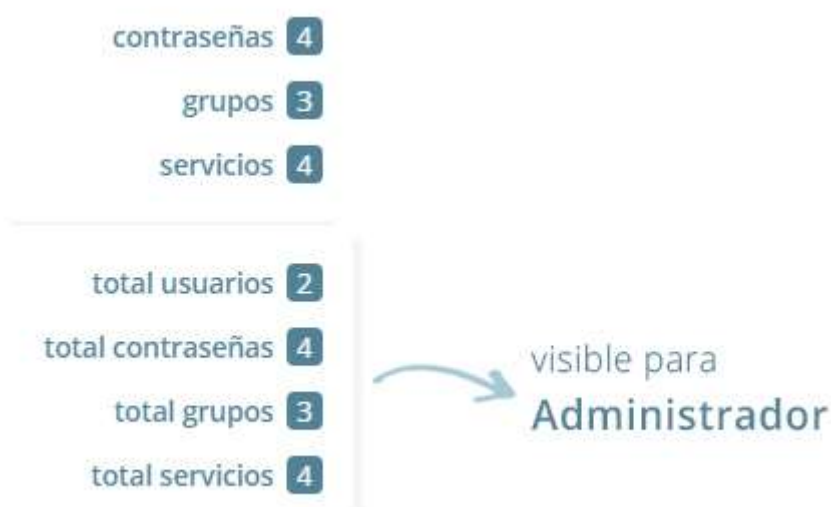 contraseñas 4
grupos 3
servicios 4
total usuarios 2
total contraseñas 4
total grupos 3
total servicios 4
visible para
Administrador